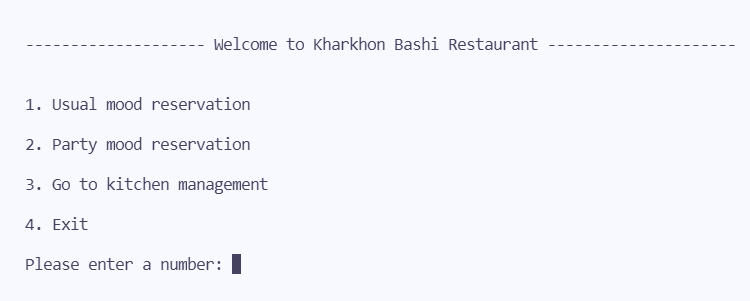 -------------------- Welcome to Kharkhon Bashi Restaurant ---------------------
1. Usual mood reservation
2. Party mood reservation
3. Go to kitchen management
4. Exit
Please enter a number: